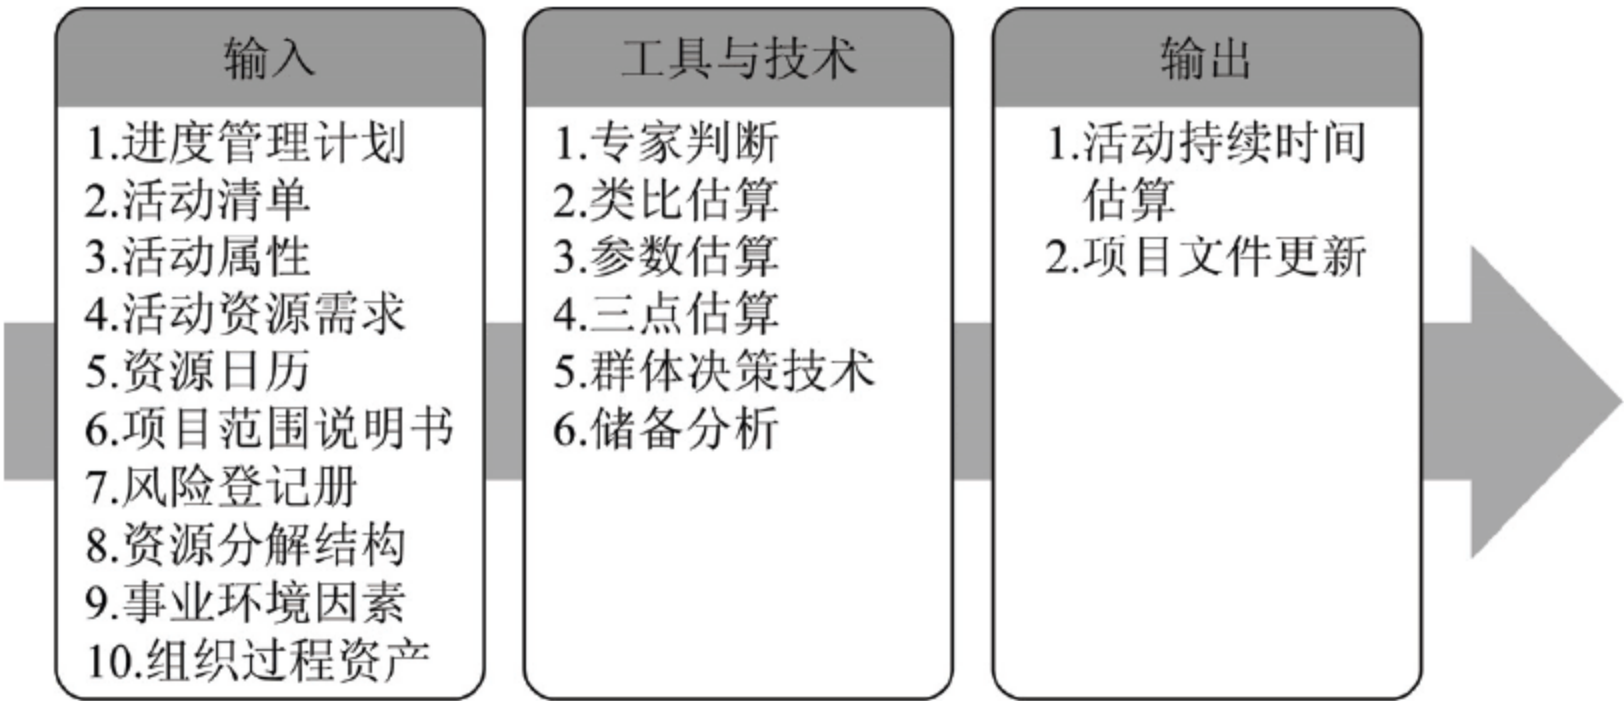 输入
1.进度管理计划
2.活动清单
3.活动属性
4.活动资源需求
5.资源日历
6.项目范围说明书
7.风险登记册
8.资源分解结构
9.事业环境因素
10.组织过程资产
工具与技术
1.专家判断
2.类比估算
3.参数估算
4.三点估算
5.群体决策技术
6.储备分析
输出
1.活动持续时间
估算
2.项目文件更新